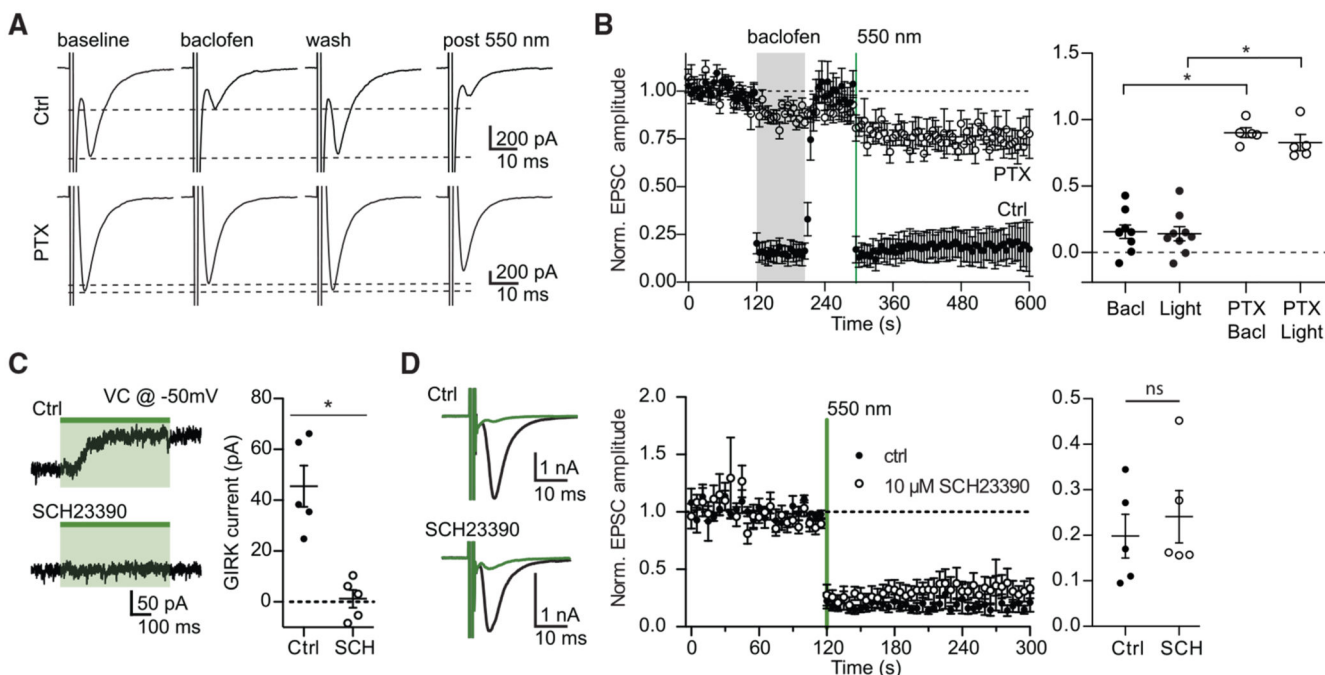 A
baseline
baclofen
wash
post 550 nm
Ctrl
200 pA
10 ms
PTX
200 pA
10 ms
B
baclofen
550 nm
Norm. EPSC amplitude
1.00
0.75
0.50
0.25
0.00
PTX
Ctrl
0
120
240
360
480
600
Time (s)
1.5
1.0
0.5
0.0
*
*
Bacl
Light
PTX
Bacl
PTX
Light
C
VC @ -50mV
Ctrl
SCH23390
50 pA
100 ms
GIRK current (pA)
80
60
40
20
0
*
Ctrl
SCH
D
Ctrl
1 nA
10 ms
SCH23390
1 nA
10 ms
Norm. EPSC amplitude
2.0
1.5
1.0
0.5
0.0
550 nm
ctrl
10 µM SCH23390
0
60
120
180
240
300
Time (s)
0.5
0.4
0.3
0.2
0.1
0.0
ns
Ctrl
SCH